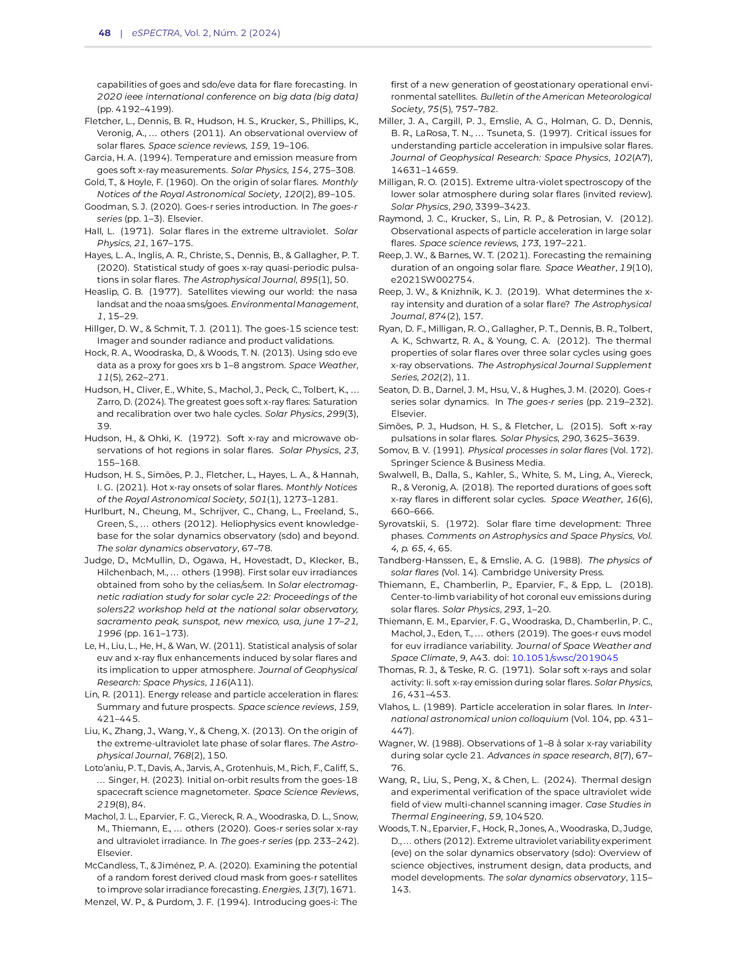 48 | eSPECTRA, Vol. 2, Núm. 2 (2024)
capabilities of goes and sdo/eve data for flare forecasting. In
2020 ieee international conference on big data (big data)
(pp. 4192–4199).
Fletcher, L., Dennis, B. R., Hudson, H. S., Krucker, S., Phillips, K.,
Veronig, A., … others (2011). An observational overview of
solar flares. Space science reviews, 159, 19–106.
Garcia, H. A. (1994). Temperature and emission measure from
goes soft x-ray measurements. Solar Physics, 154, 275–308.
Gold, T., & Hoyle, F. (1960). On the origin of solar flares. Monthly
Notices of the Royal Astronomical Society, 120(2), 89–105.
Goodman, S. J. (2020). Goes-r series introduction. In The goes-r
series (pp. 1–3). Elsevier.
Hall, L. (1971). Solar flares in the extreme ultraviolet. Solar
Physics, 21, 167–175.
Hayes, L. A., Inglis, A. R., Christe, S., Dennis, B., & Gallagher, P. T.
(2020). Statistical study of goes x-ray quasi-periodic pulsa-
tions in solar flares. The Astrophysical Journal, 895(1), 50.
Heaslip, G. B. (1977). Satellites viewing our world: the nasa
landsat and the noaa sms/goes. Environmental Management,
1, 15–29.
Hillger, D. W., & Schmit, T. J. (2011). The goes-15 science test:
Imager and sounder radiance and product validations.
Hock, R. A., Woodraska, D., & Woods, T. N. (2013). Using sdo eve
data as a proxy for goes xrs b 1–8 angstrom. Space Weather,
11(5), 262–271.
Hudson, H., Cliver, E., White, S., Machol, J., Peck, C., Tolbert, K., …
Zarro, D. (2024). The greatest goes soft x-ray flares: Saturation
and recalibration over two hale cycles. Solar Physics, 299(3),
39.
Hudson, H., & Ohki, K. (1972). Soft x-ray and microwave ob-
servations of hot regions in solar flares. Solar Physics, 23,
155–168.
Hudson, H. S., Simões, P. J., Fletcher, L., Hayes, L. A., & Hannah,
I. G. (2021). Hot x-ray onsets of solar flares. Monthly Notices
of the Royal Astronomical Society, 501(1), 1273–1281.
Hurlburt, N., Cheung, M., Schrijver, C., Chang, L., Freeland, S.,
Green, S., … others (2012). Heliophysics event knowledge-
base for the solar dynamics observatory (sdo) and beyond.
The solar dynamics observatory, 67–78.
Judge, D., McMullin, D., Ogawa, H., Hovestadt, D., Klecker, B.,
Hilchenbach, M., … others (1998). First solar euv irradiances
obtained from soho by the celias/sem. In Solar electromag-
netic radiation study for solar cycle 22: Proceedings of the
solers22 workshop held at the national solar observatory,
sacramento peak, sunspot, new mexico, usa, june 17–21,
1996 (pp. 161–173).
Le, H., Liu, L., He, H., & Wan, W. (2011). Statistical analysis of solar
euv and x-ray flux enhancements induced by solar flares and
its implication to upper atmosphere. Journal of Geophysical
Research: Space Physics, 116(A11).
Lin, R. (2011). Energy release and particle acceleration in flares:
Summary and future prospects. Space science reviews, 159,
421–445.
Liu, K., Zhang, J., Wang, Y., & Cheng, X. (2013). On the origin of
the extreme-ultraviolet late phase of solar flares. The Astro-
physical Journal, 768(2), 150.
Loto'aniu, P. T., Davis, A., Jarvis, A., Grotenhuis, M., Rich, F., Califf, S.,
… Singer, H. (2023). Initial on-orbit results from the goes-18
spacecraft science magnetometer. Space Science Reviews,
219(8), 84.
Machol, J. L., Eparvier, F. G., Viereck, R. A., Woodraska, D. L., Snow,
M., Thiemann, E., … others (2020). Goes-r series solar x-ray
and ultraviolet irradiance. In The goes-r series (pp. 233–242).
Elsevier.
McCandless, T., & Jiménez, P. A. (2020). Examining the potential
of a random forest derived cloud mask from goes-r satellites
to improve solar irradiance forecasting. Energies, 13(7), 1671.
Menzel, W. P., & Purdom, J. F. (1994). Introducing goes-i: The
first of a new generation of geostationary operational envi-
ronmental satellites. Bulletin of the American Meteorological
Society, 75(5), 757–782.
Miller, J. A., Cargill, P. J., Emslie, A. G., Holman, G. D., Dennis,
B. R., LaRosa, T. N., … Tsuneta, S. (1997). Critical issues for
understanding particle acceleration in impulsive solar flares.
Journal of Geophysical Research: Space Physics, 102(A7),
14631–14659.
Milligan, R. O. (2015). Extreme ultra-violet spectroscopy of the
lower solar atmosphere during solar flares (invited review).
Solar Physics, 290, 3399–3423.
Raymond, J. C., Krucker, S., Lin, R. P., & Petrosian, V. (2012).
Observational aspects of particle acceleration in large solar
flares. Space science reviews, 173, 197–221.
Reep, J. W., & Barnes, W. T. (2021). Forecasting the remaining
duration of an ongoing solar flare. Space Weather, 19(10),
e2021SW002754.
Reep, J. W., & Knizhnik, K. J. (2019). What determines the x-
ray intensity and duration of a solar flare? The Astrophysical
Journal, 874(2), 157.
Ryan, D. F., Milligan, R. O., Gallagher, P. T., Dennis, B. R., Tolbert,
A. K., Schwartz, R. A., & Young, C. A. (2012). The thermal
properties of solar flares over three solar cycles using goes
x-ray observations. The Astrophysical Journal Supplement
Series, 202(2), 11.
Seaton, D. B., Darnel, J. M., Hsu, V., & Hughes, J. M. (2020). Goes-r
series solar dynamics. In The goes-r series (pp. 219–232).
Elsevier.
Simões, P. J., Hudson, H. S., & Fletcher, L. (2015). Soft x-ray
pulsations in solar flares. Solar Physics, 290, 3625–3639.
Somov, B. V. (1991). Physical processes in solar flares (Vol. 172).
Springer Science & Business Media.
Swalwell, B., Dalla, S., Kahler, S., White, S. M., Ling, A., Viereck,
R., & Veronig, A. (2018). The reported durations of goes soft
x-ray flares in different solar cycles. Space Weather, 16(6),
660–666.
Syrovatskii, S. (1972). Solar flare time development: Three
phases. Comments on Astrophysics and Space Physics, Vol.
4, p. 65, 4, 65.
Tandberg-Hanssen, E., & Emslie, A. G. (1988). The physics of
solar flares (Vol. 14). Cambridge University Press.
Thiemann, E., Chamberlin, P., Eparvier, F., & Epp, L. (2018).
Center-to-limb variability of hot coronal euv emissions during
solar flares. Solar Physics, 293, 1–20.
Thiemann, E. M., Eparvier, F. G., Woodraska, D., Chamberlin, P. C.,
Machol, J., Eden, T., … others (2019). The goes-r euvs model
for euv irradiance variability. Journal of Space Weather and
Space Climate, 9, A43. doi: 10.1051/swsc/2019045
Thomas, R. J., & Teske, R. G. (1971). Solar soft x-rays and solar
activity: Ii. soft x-ray emission during solar flares. Solar Physics,
16, 431–453.
Vlahos, L. (1989). Particle acceleration in solar flares. In Inter-
national astronomical union colloquium (Vol. 104, pp. 431–
447).
Wagner, W. (1988). Observations of 1–8 å solar x-ray variability
during solar cycle 21. Advances in space research, 8(7), 67–
76.
Wang, R., Liu, S., Peng, X., & Chen, L. (2024). Thermal design
and experimental verification of the space ultraviolet wide
field of view multi-channel scanning imager. Case Studies in
Thermal Engineering, 59, 104520.
Woods, T. N., Eparvier, F., Hock, R., Jones, A., Woodraska, D., Judge,
D., … others (2012). Extreme ultraviolet variability experiment
(eve) on the solar dynamics observatory (sdo): Overview of
science objectives, instrument design, data products, and
model developments. The solar dynamics observatory, 115–
143.